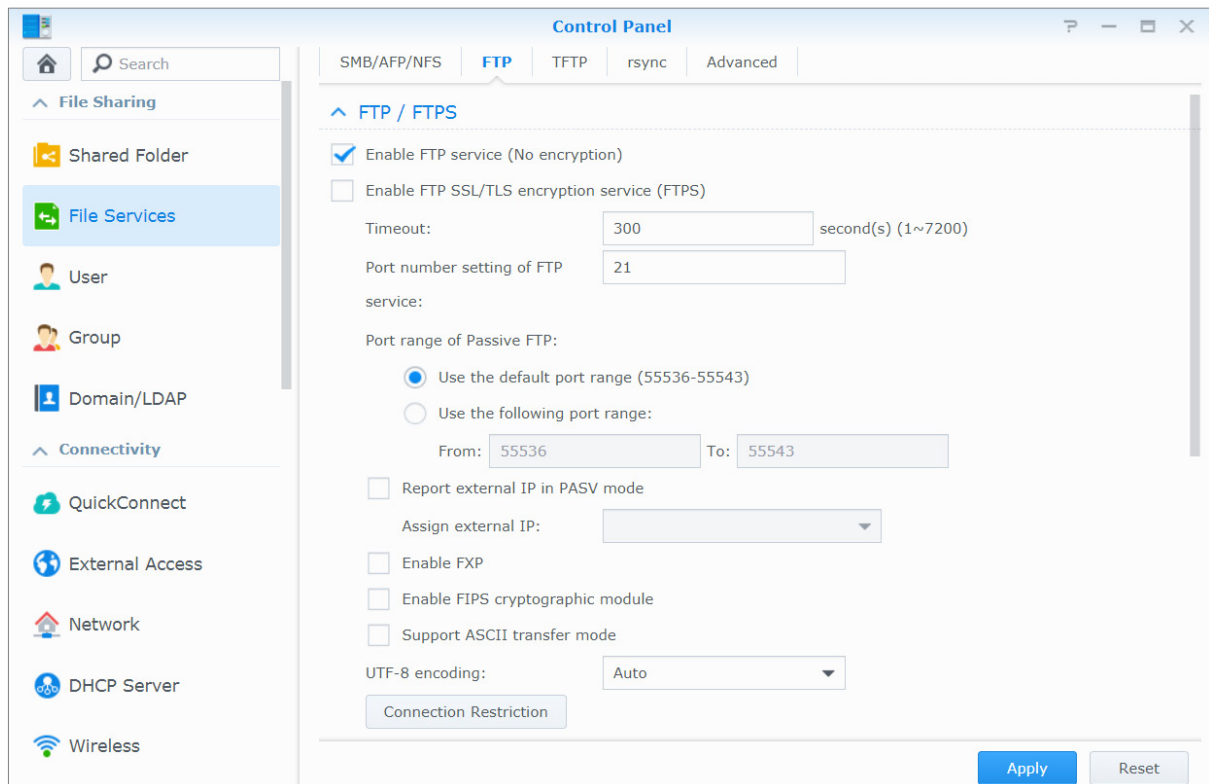 Control Panel
Search
File Sharing
Shared Folder
File Services
User
Group
Domain/LDAP
Connectivity
QuickConnect
External Access
Network
DHCP Server
Wireless
SMB/AFP/NFS FTP TFTP rsync Advanced
FTP / FTPS
Enable FTP service (No encryption)
Enable FTP SSL/TLS encryption service (FTPS)
Timeout: 300 second(s) (1~7200)
Port number setting of FTP 21
service:
Port range of Passive FTP:
Use the default port range (55536-55543)
Use the following port range:
From: 55536 To: 55543
Report external IP in PASV mode
Assign external IP:
Enable FXP
Enable FIPS cryptographic module
Support ASCII transfer mode
UTF-8 encoding: Auto
Connection Restriction
Apply Reset